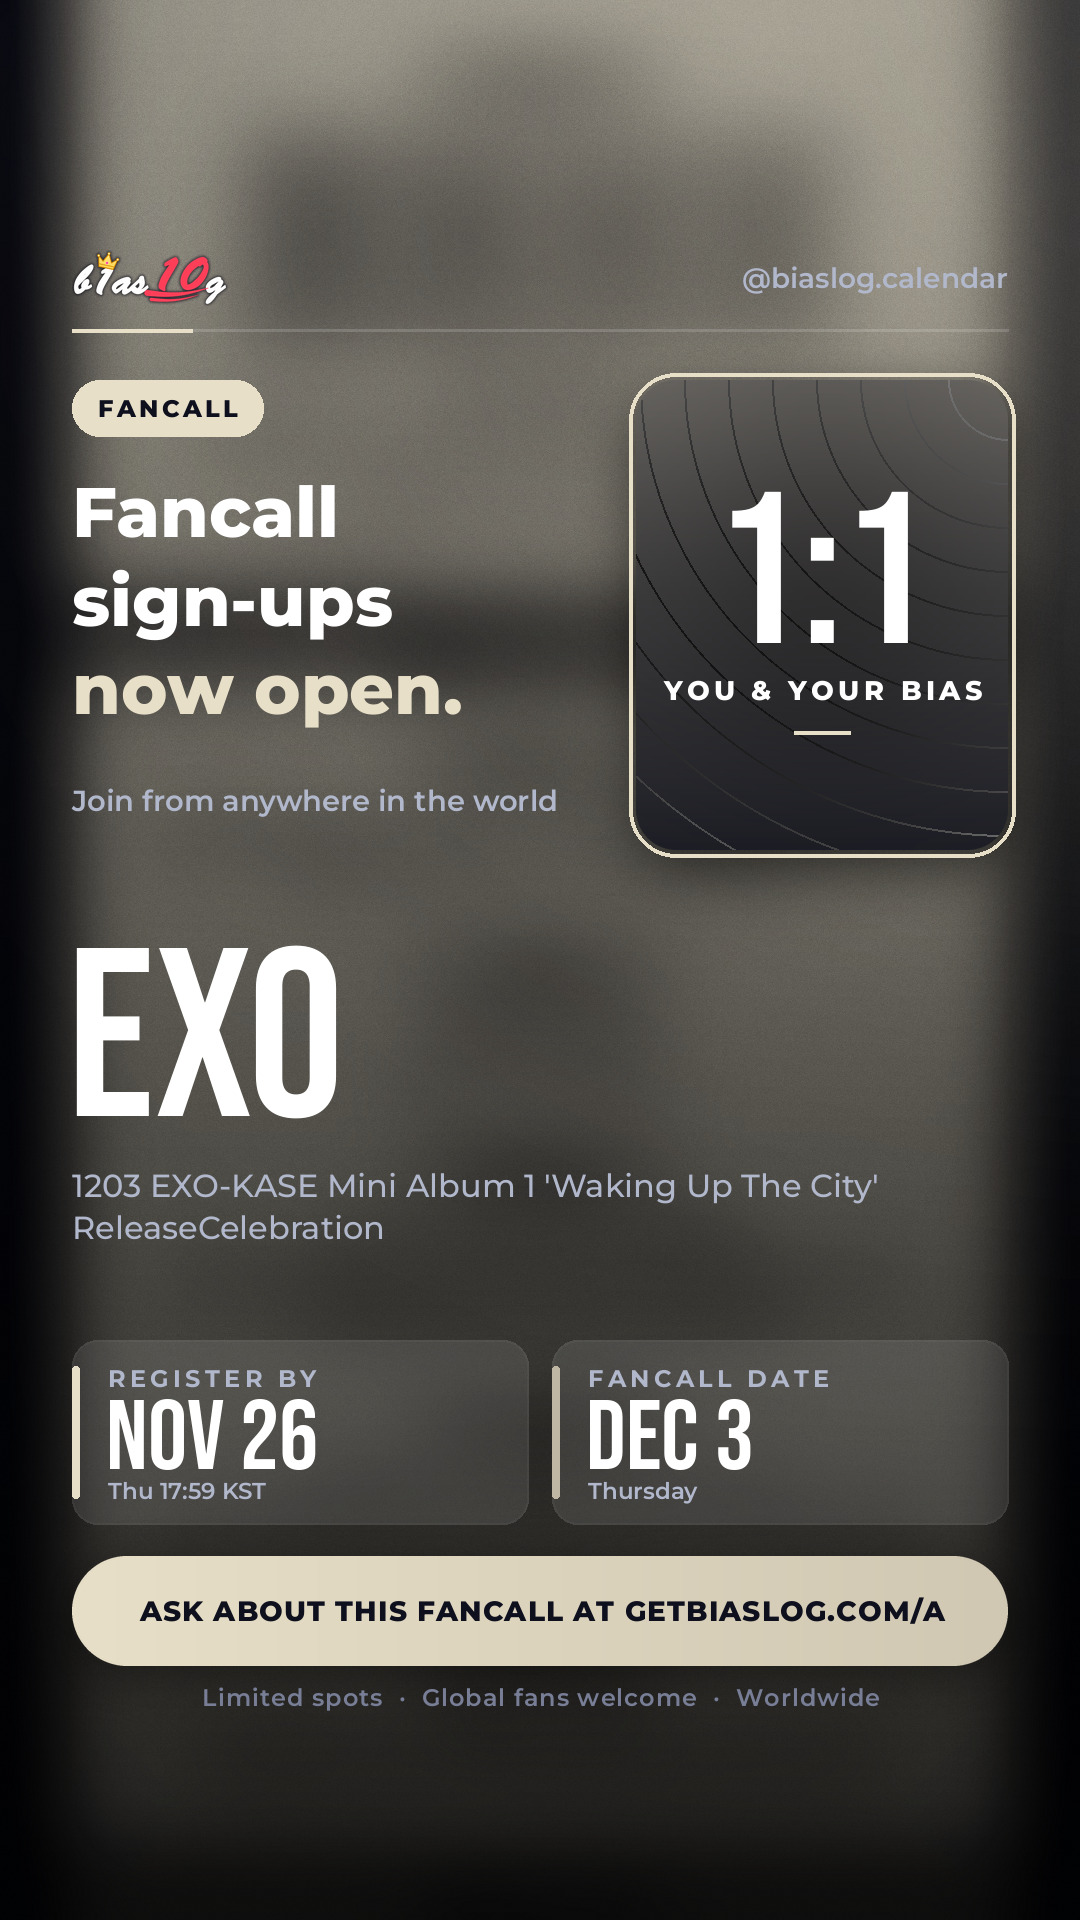 b1as10g
@biaslog.calendar
FANCALL
Fancall
sign-ups
now open.
Join from anywhere in the world
1:1
YOU & YOUR BIAS
EXO
1203 EXO-KASE Mini Album 1 'Waking Up The City'
ReleaseCelebration
REGISTER BY
NOV 26
Thu 17:59 KST
FANCALL DATE
DEC 3
Thursday
ASK ABOUT THIS FANCALL AT GETBIASLOG.COM/A
Limited spots · Global fans welcome · Worldwide